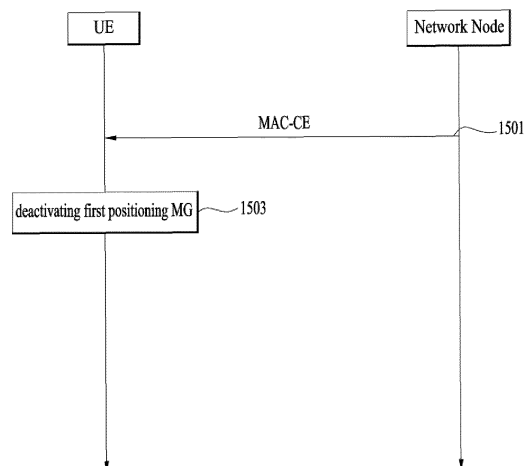 UE
Network Node
MAC-CE
1501
deactivating first positioning MG
1503